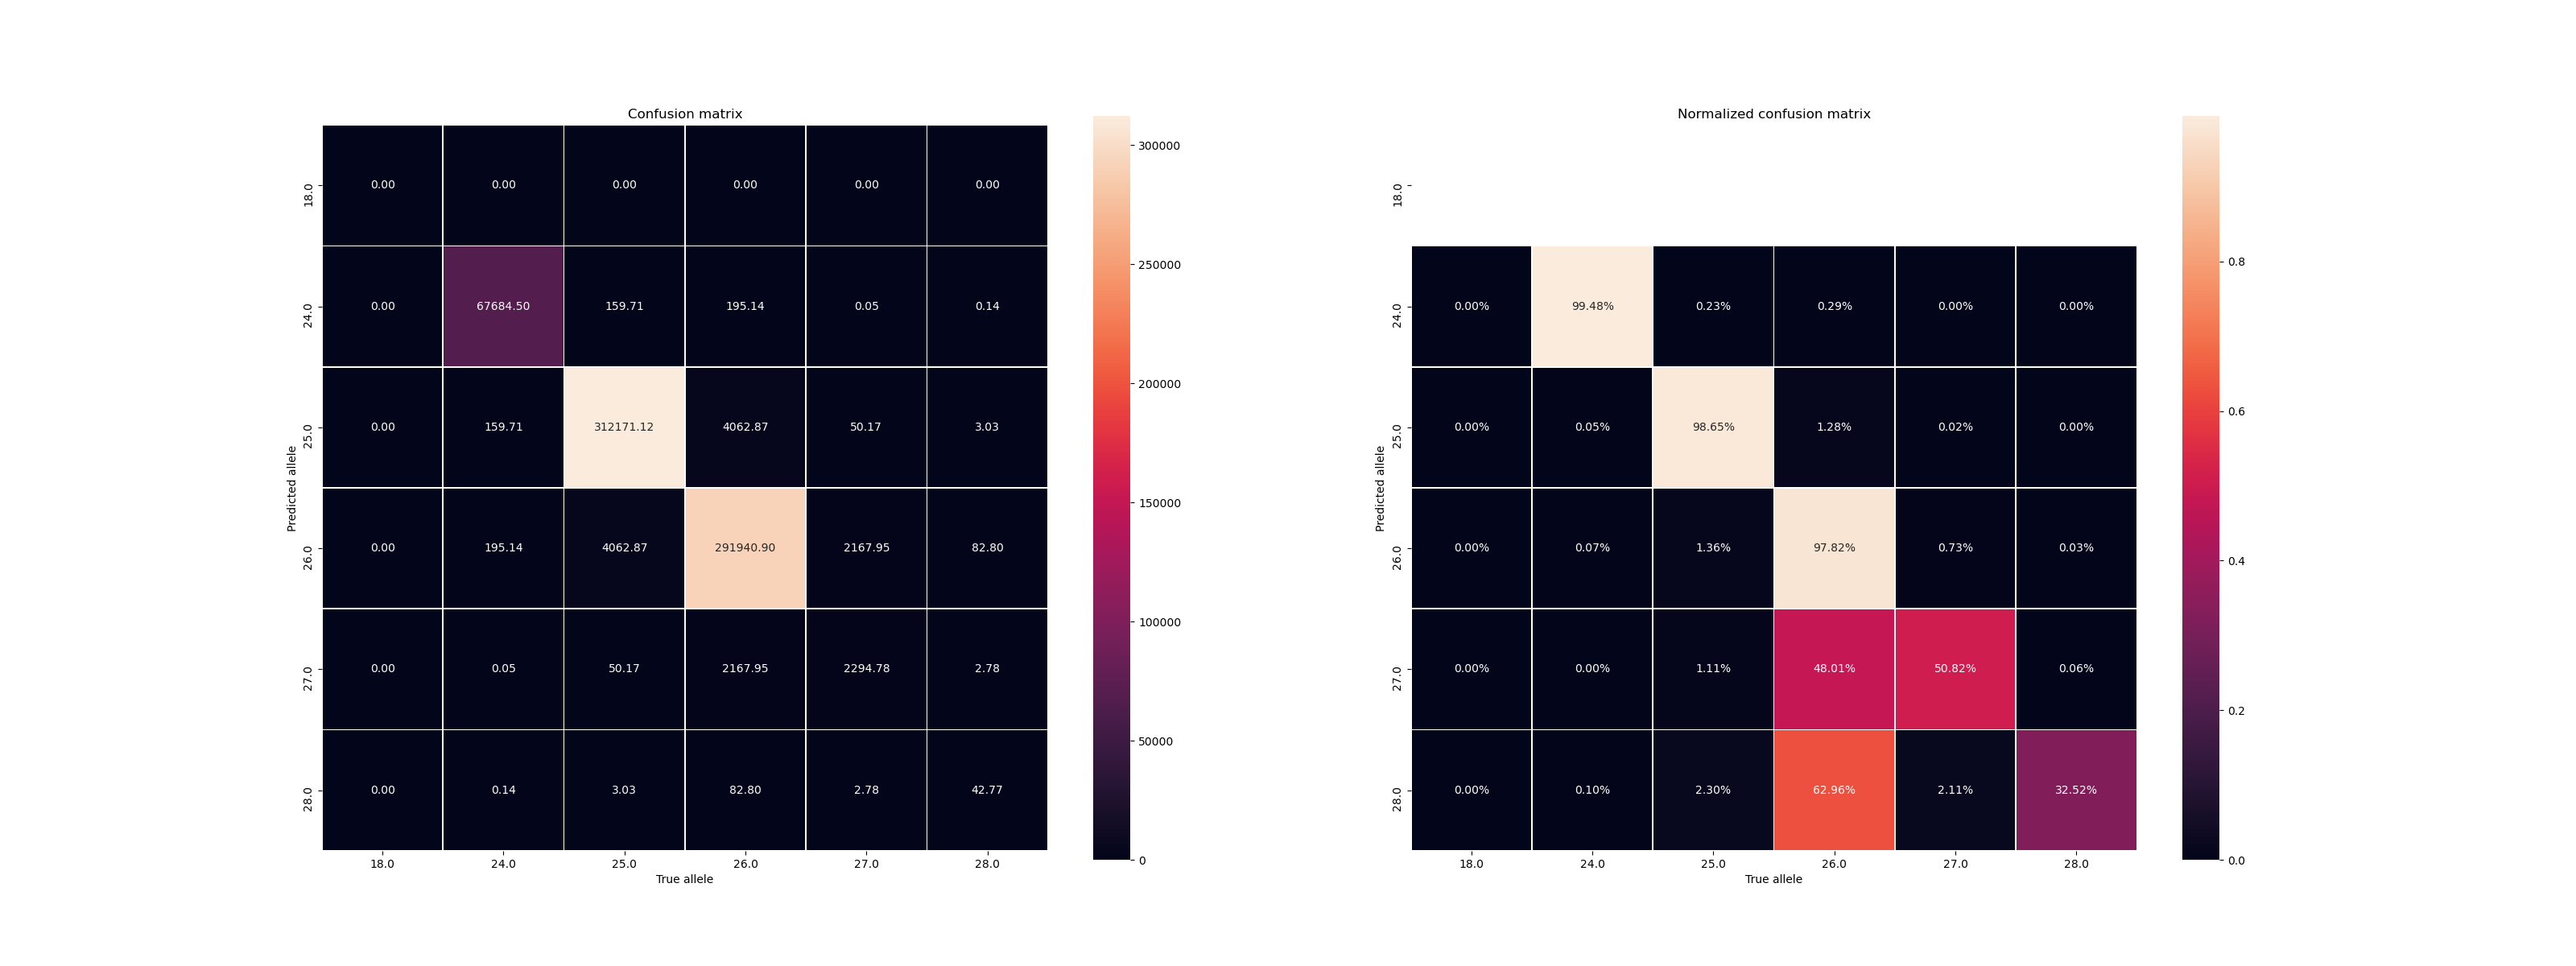 Confusion matrix
18.0 0.00 0.00 0.00 0.00 0.00 0.00
24.0 0.00 67684.50 159.71 195.14 0.05 0.14
25.0 0.00 159.71 312171.12 4062.87 50.17 3.03
26.0 0.00 195.14 4062.87 291940.90 2167.95 82.80
27.0 0.00 0.05 50.17 2167.95 2294.78 2.78
28.0 0.00 0.14 3.03 82.80 2.78 42.77
18.0 24.0 25.0 26.0 27.0 28.0
Predicted allele
True allele
300000
250000
200000
150000
100000
50000
0
Normalized confusion matrix
18.0
24.0 0.00% 99.48% 0.23% 0.29% 0.00% 0.00%
25.0 0.00% 0.05% 98.65% 1.28% 0.02% 0.00%
26.0 0.00% 0.07% 1.36% 97.82% 0.73% 0.03%
27.0 0.00% 0.00% 1.11% 48.01% 50.82% 0.06%
28.0 0.00% 0.10% 2.30% 62.96% 2.11% 32.52%
18.0 24.0 25.0 26.0 27.0 28.0
Predicted allele
True allele
0.8
0.6
0.4
0.2
0.0